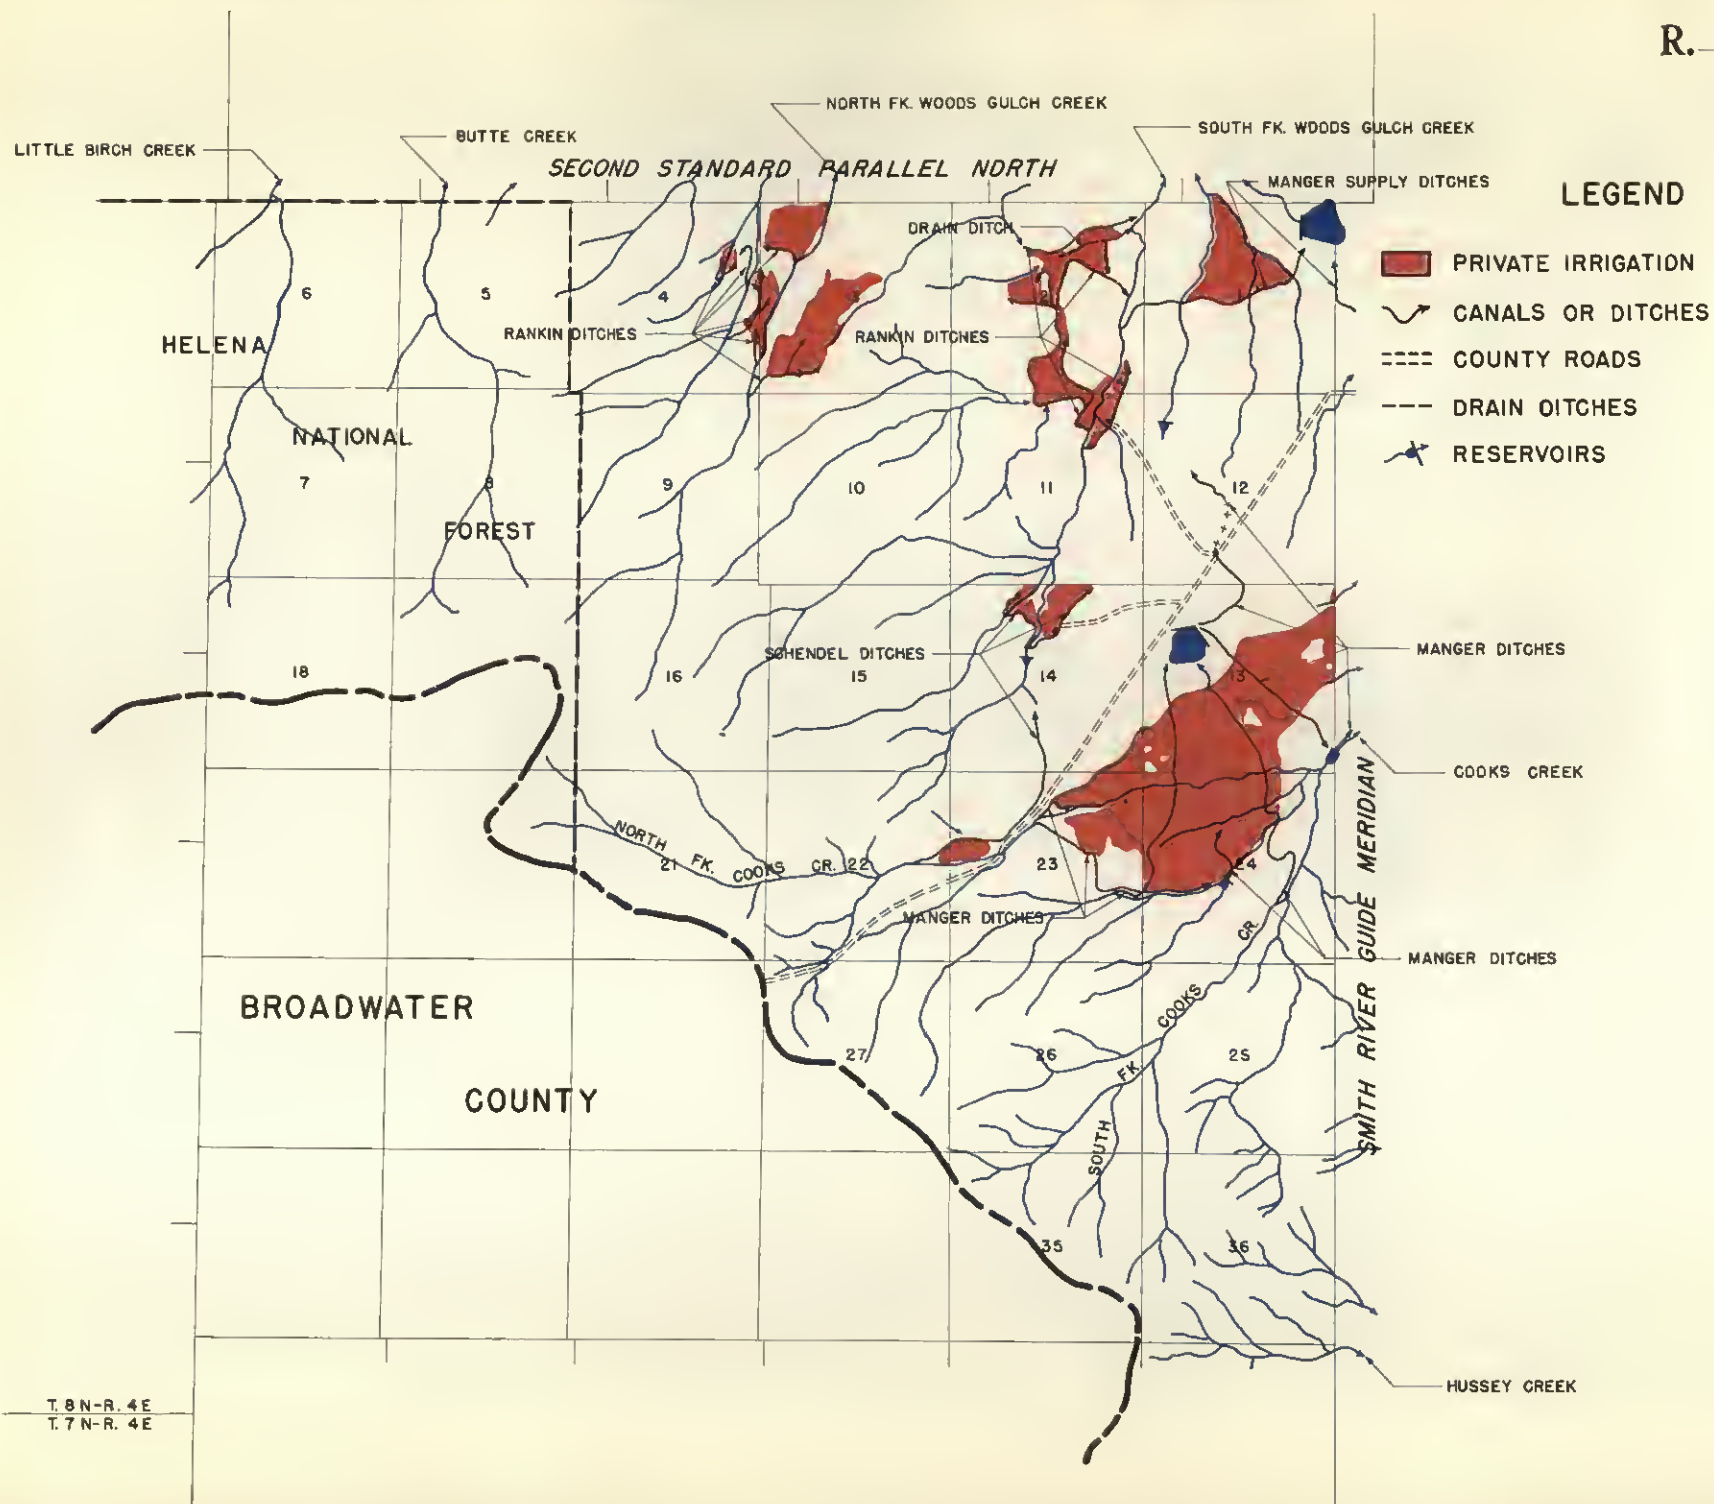 R.
NORTH FK. WOODS GULCH CREEK
SOUTH FK. WOODS GULCH CREEK
BUTTE CREEK
LITTLE BIRCH CREEK
SECOND STANDARD PARALLEL NORTH
MANGER SUPPLY DITCHES
LEGEND
PRIVATE IRRIGATION
CANALS OR DITCHES
COUNTY ROADS
DRAIN DITCHES
RESERVOIRS
DRAIN DITCH
6
5
4
3
2
1
RANKIN DITCHES
RANKIN DITCHES
HELENA
NATIONAL
FOREST
7
8
9
10
11
12
SCHENDEL DITCHES
MANGER DITCHES
18
16
15
14
13
COOKS CREEK
NORTH FK. COOKS CR.
21
22
23
24
MANGER DITCHES
MANGER DITCHES
SMITH RIVER GUIDE MERIDIAN
BROADWATER
COUNTY
SOUTH FK. COOKS CR.
27
26
25
35
36
HUSSEY CREEK
T. 8 N-R. 4 E
T. 7 N-R. 4 E